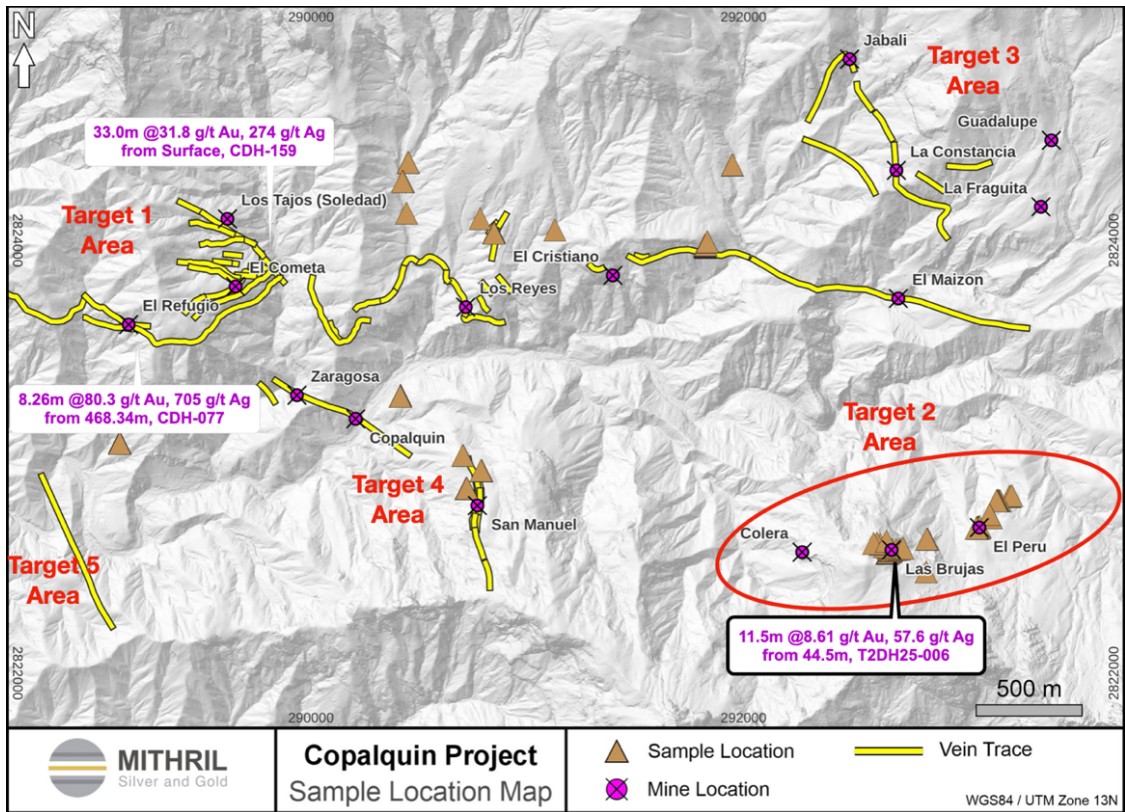 290000
292000
N
Jabali
Target 3
Area
Guadalupe
33.0m @31.8 g/t Au, 274 g/t Ag
from Surface, CDH-159
La Constancia
La Fraguita
Los Tajos (Soledad)
Target 1
Area
2824000
2824000
El Cristiano
El Cometa
El Maizon
Los Reyes
El Refugio
Zaragosa
8.26m @80.3 g/t Au, 705 g/t Ag
from 468.34m, CDH-077
Target 2
Area
Copalquin
Target 4
Area
San Manuel
Colera
El Peru
Target 5
Area
Las Brujas
11.5m @8.61 g/t Au, 57.6 g/t Ag
from 44.5m, T2DH25-006
2822000
2822000
500 m
290000
292000
MITHRIL
Silver and Gold
Copalquin Project
Sample Location Map
Sample Location
Vein Trace
Mine Location
WGS84 / UTM Zone 13N